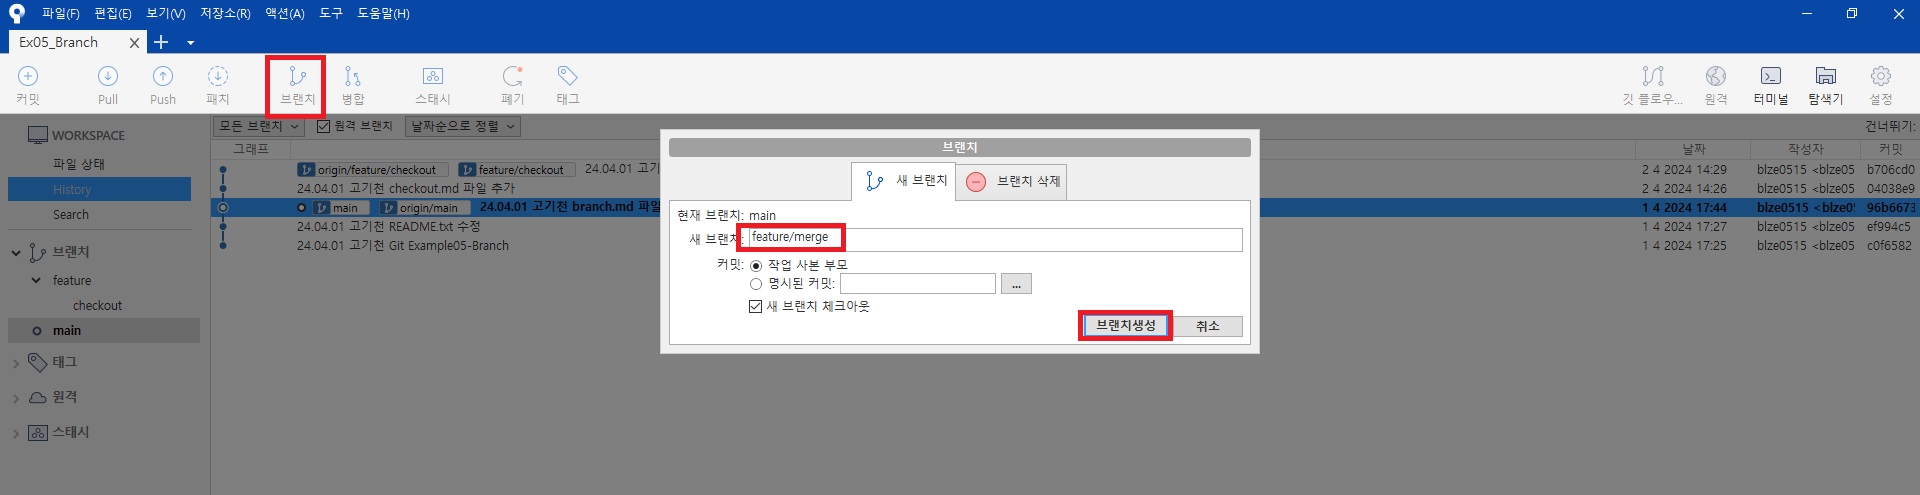 파일(F) 편집(E) 보기(V) 저장소(R) 액션(A) 도구 도움말(H)
Ex05_Branch
커밋 Pull Push 패치 브랜치 병합 스태시 폐기 태그 깃 플로우... 원격 터미널 탐색기 설정
WORKSPACE
파일 상태
History
Search
브랜치
feature
checkout
main
태그
원격
스태시
모든 브랜치 원격 브랜치 날짜순으로 정렬 건너뛰기:
그래프 날짜 작성자 커밋
origin/feature/checkout feature/checkout 24.04.01 고기 2 4 2024 14:29 blze0515 <blze05 b706cd0
24.04.01 고기천 checkout.md 파일 추가 2 4 2024 14:26 blze0515 <blze05 04038e9
main origin/main 24.04.01 고기천 branch.md 파일 1 4 2024 17:44 blze0515 <blze05 96b6673
24.04.01 고기천 README.txt 수정 1 4 2024 17:27 blze0515 <blze05 ef994c5
24.04.01 고기천 Git Example05-Branch 1 4 2024 17:25 blze0515 <blze05 c0f6582
브랜치
새 브랜치 브랜치 삭제
현재 브랜치: main
새 브랜치: feature/merge
커밋: 작업 사본 부모
명시된 커밋: ...
새 브랜치 체크아웃
브랜치생성 취소